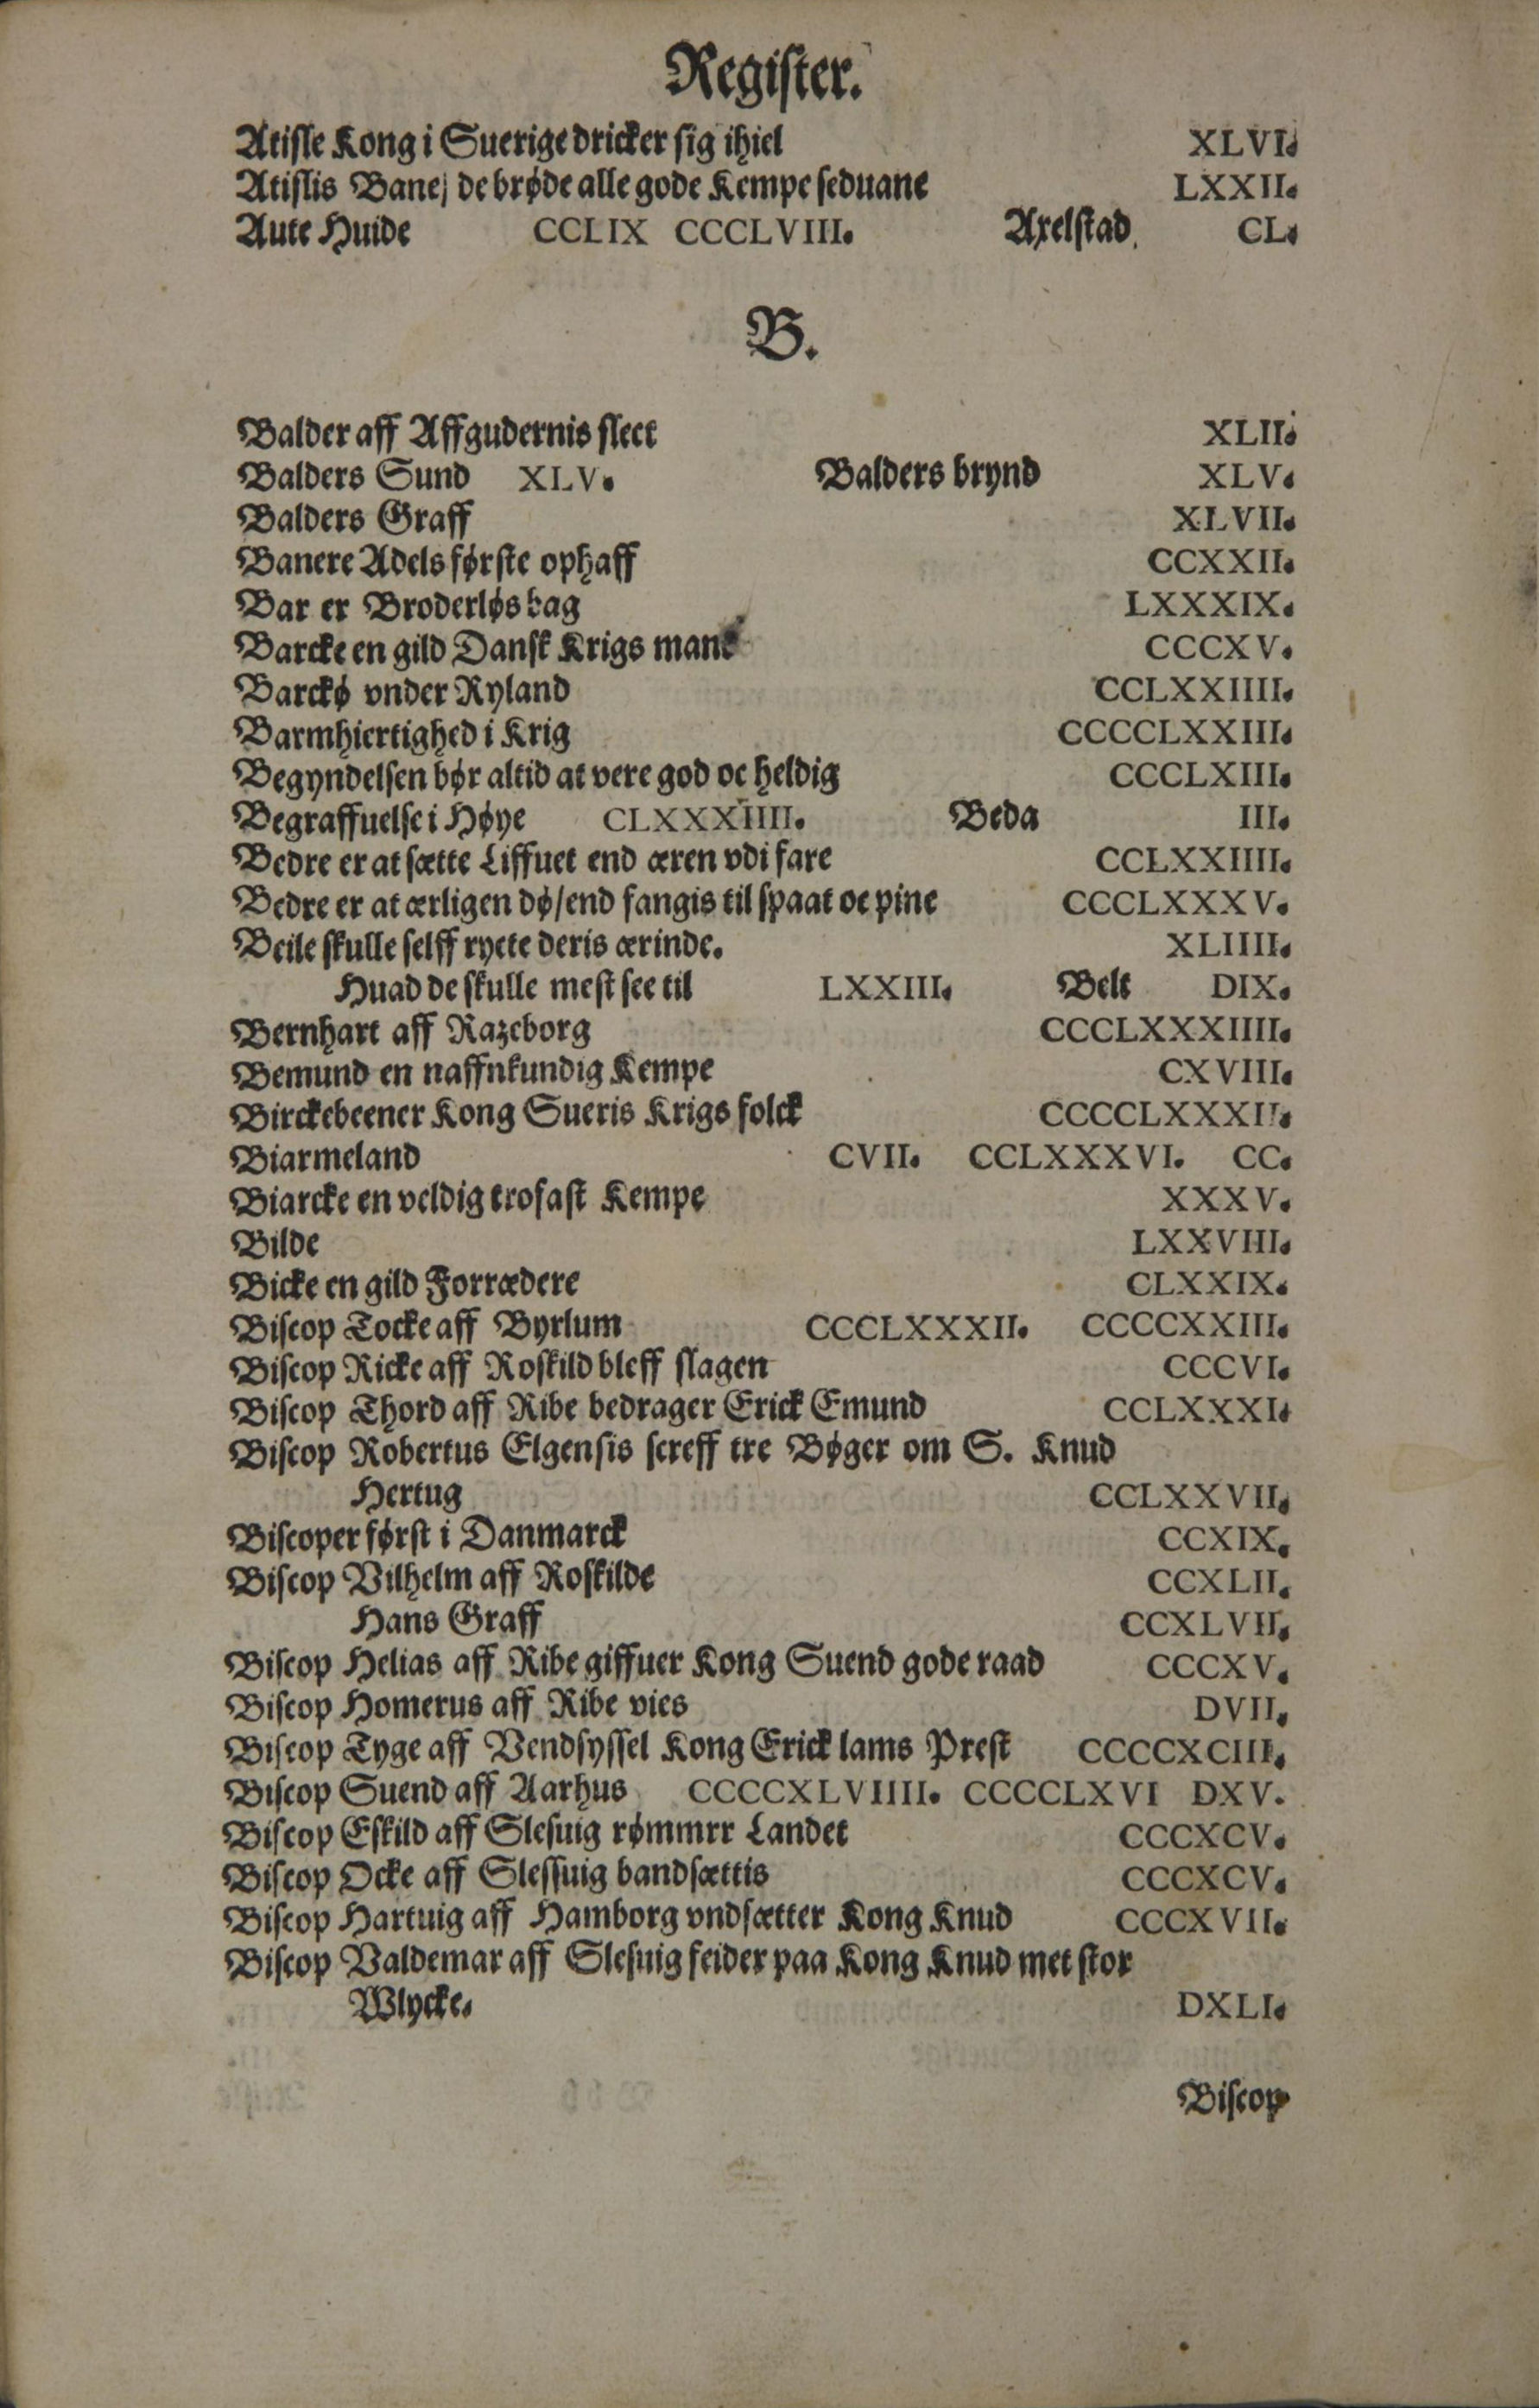 Register.
Atisle Kong i Suerige dricker sig ihiel XLVI.
Atislis Bane/ de brøde alle gode Kempe seduane LXXII.
Aute Huide CCLIX CCCLVIII. Axelstad. CL.
B.
Balder aff Affgudernis slect XLII.
Balders Sund XLV. Balders brynd XLV.
Balders Graff XLVII.
Banere Adels første ophaff CCXXII.
Bar er Broderløs bag LXXXIX.
Barcke en gild Dansk Krigs mand CCCXV.
Barckø vnder Ryland CCLXXIIII.
Barmhiertighed i Krig CCCCLXXIII.
Begyndelsen bør altid at vere god oc heldig CCCLXIII.
Begraffuelse i Høye CLXXXIIII. Beda III.
Bedre er at sætte Liffuet end æren vdi fare CCLXXIIII.
Bedre er at ærligen dø/end fangis til spaat oc pine CCCLXXXV.
Beile skulle selff rycte deris ærinde. XLIIII.
Huad de skulle mest see til LXXIII. Belt DIX.
Bernhart aff Razeborg CCCLXXXIIII.
Bemund en naffnkundig Kempe CXVIII.
Birckebeener Kong Sueris Krigs folck CCCCLXXXII.
Biarmeland CVII. CCLXXXVI. CC.
Biarcke en veldig trofast Kempe XXXV.
Bilde LXXVIII.
Bicke en gild Forrædere CLXXIX.
Biscop Tocke aff Byrlum CCCLXXXII. CCCCXXIII.
Biscop Ricke aff Roskild bleff slagen CCCVI.
Biscop Thord aff Ribe bedrager Erick Emund CCLXXXI.
Biscop Robertus Elgensis screff tre Bøger om S. Knud
Hertug CCLXXVII.
Biscoper først i Danmarck CCXIX.
Biscop Vilhelm aff Roskilde CCXLII.
Hans Graff CCXLVII.
Biscop Helias aff Ribe giffuer Kong Suend gode raad CCCXV.
Biscop Homerus aff Ribe vies DVII.
Biscop Tyge aff Vendsyssel Kong Erick lams Prest CCCCXCIII.
Biscop Suend aff Aarhus CCCCXLVIIII. CCCCLXVI DXV.
Biscop Eskild aff Slesuig rømmrr Landet CCCXCV.
Biscop Ocke aff Slessuig bandsættis CCCXCV.
Biscop Hartuig aff Hamborg vndsætter Kong Knud CCCXVII.
Biscop Valdemar aff Slesuig feider paa Kong Knud met stor
Wlycke. DXLI.
Biscop